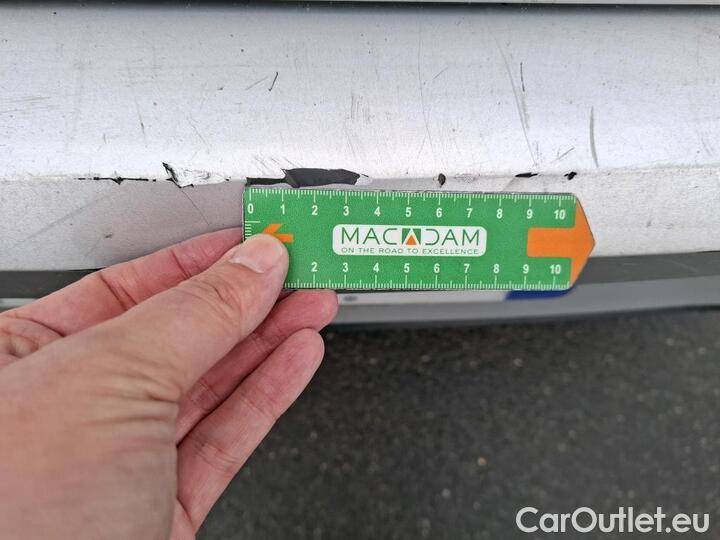 0 1 2 3 4 5 6 7 8 9 10
MACADAM
ON THE ROAD TO EXCELLENCE
2 3 4 5 6 7 8 9 10
CarOutlet.eu